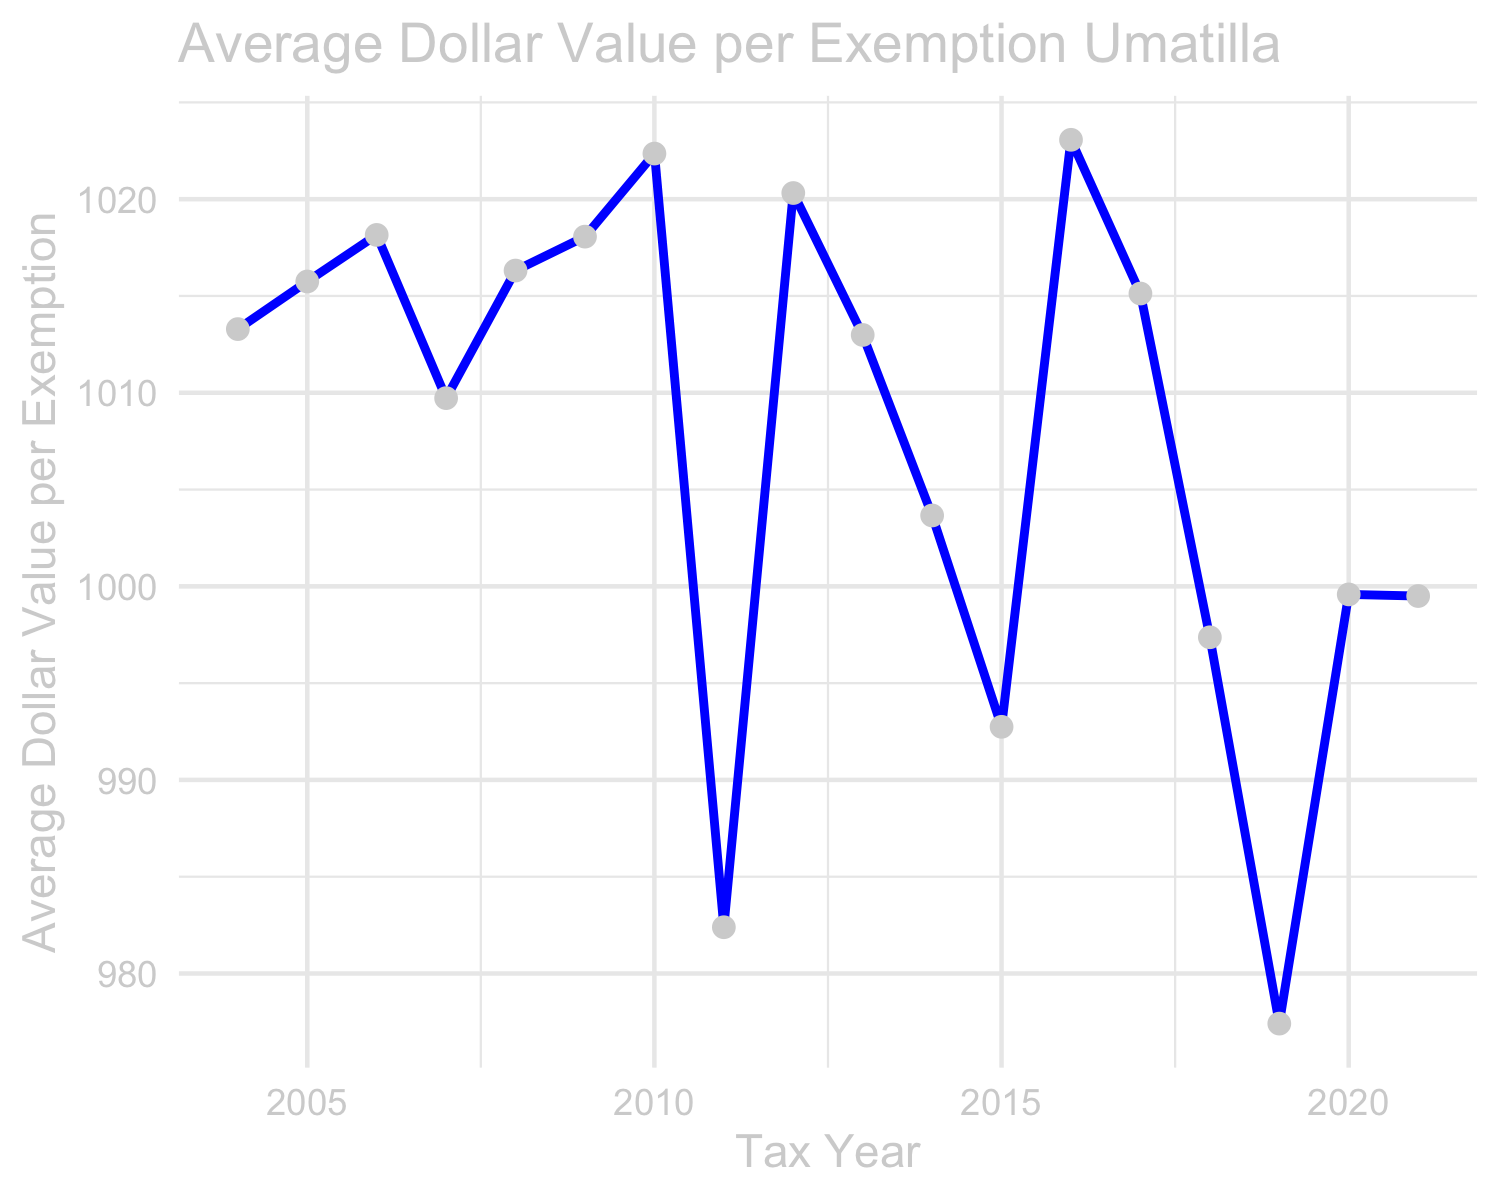 Average Dollar Value per Exemption Umatilla
Average Dollar Value per Exemption
1020
1010
1000
990
980
2005 2010 2015 2020
Tax Year